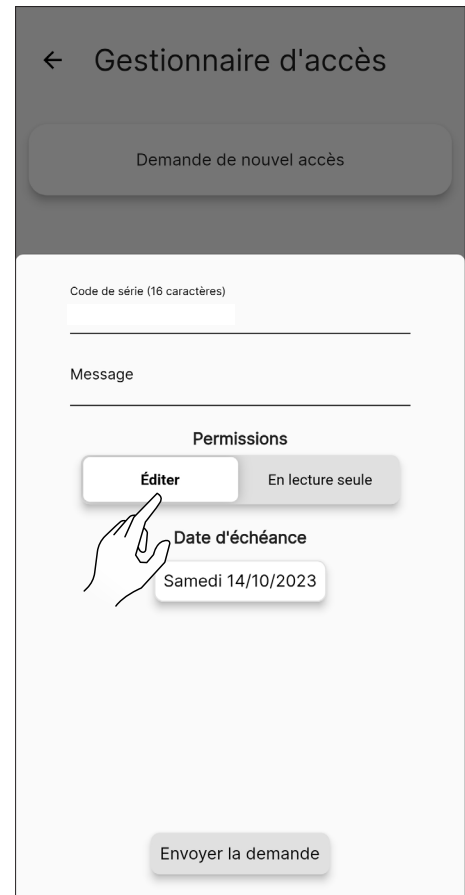 Gestionnaire d'accès
Demande de nouvel accès
Code de série (16 caractères)
Message
Permissions
Éditer
En lecture seule
Date d'échéance
Samedi 14/10/2023
Envoyer la demande